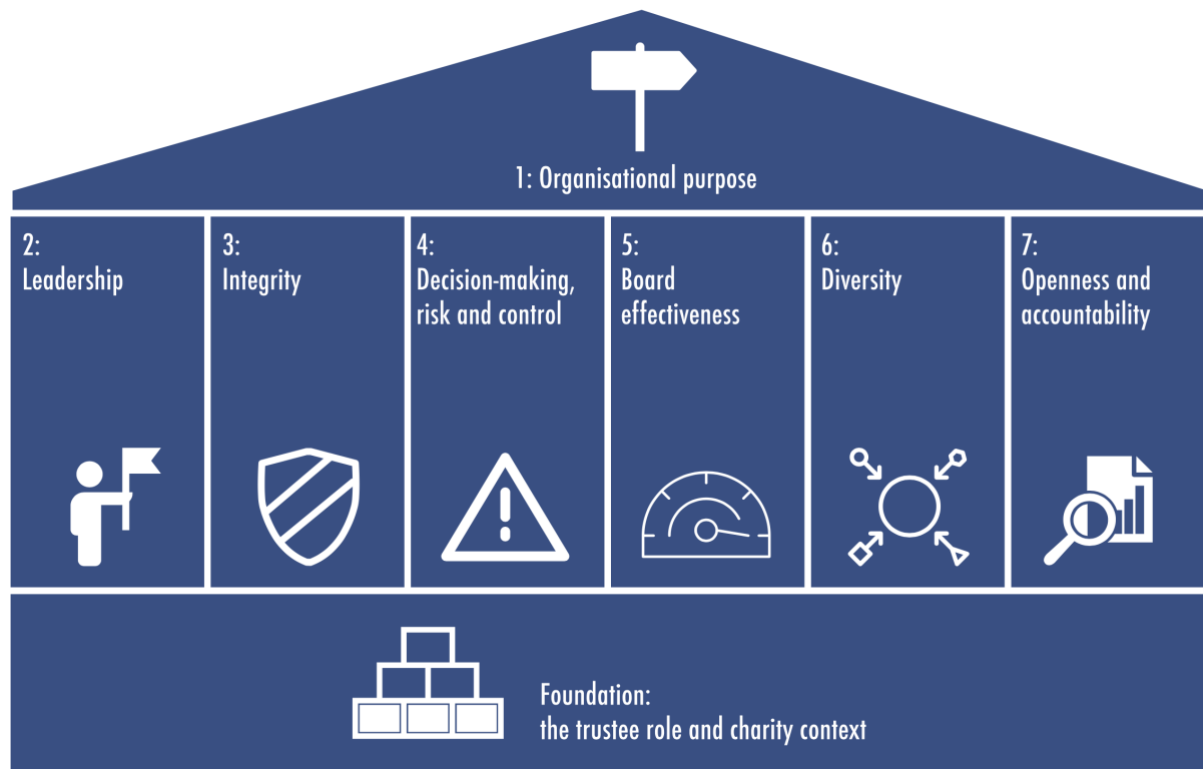 1: Organisational purpose
2:
Leadership
3:
Integrity
4:
Decision-making,
risk and control
5:
Board
effectiveness
6:
Diversity
7:
Openness and
accountability
Foundation:
the trustee role and charity context